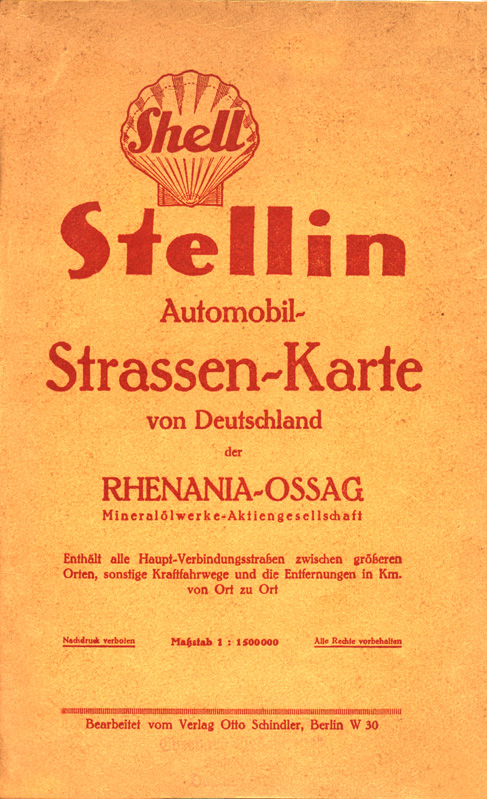 Shell
Stellin
Automobil-
Strassen-Karte
von Deutschland
der
RHENANIA-OSSAG
Mineralölwerke-Aktiengesellschaft
Enthält alle Haupt-Verbindungsstraßen zwischen größeren
Orten, sonstige Kraftfahrwege und die Entfernungen in Km.
von Ort zu Ort
Nachdruk verboten Maßstab 1 : 1500000 Alle Rechte vorbehalten
Bearbeitet vom Verlag Otto Schindler, Berlin W 30